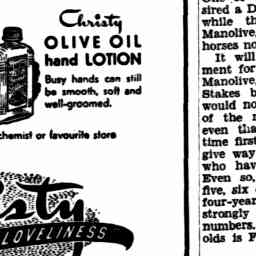 Christy
OLIVE OIL
hand LOTION
Busy hands can still
be smooth, soft and
well-groomed.
chemist or favourite store
sty
LOVELINESS
sired a D
while th
Manolive,
horses no
It will
ment for
Manolive,
Stakes b
would no
of the n
even tha
time first
give way
who hav
Even so,
five, six o
four-year-
strongly
numbers.
olds is F